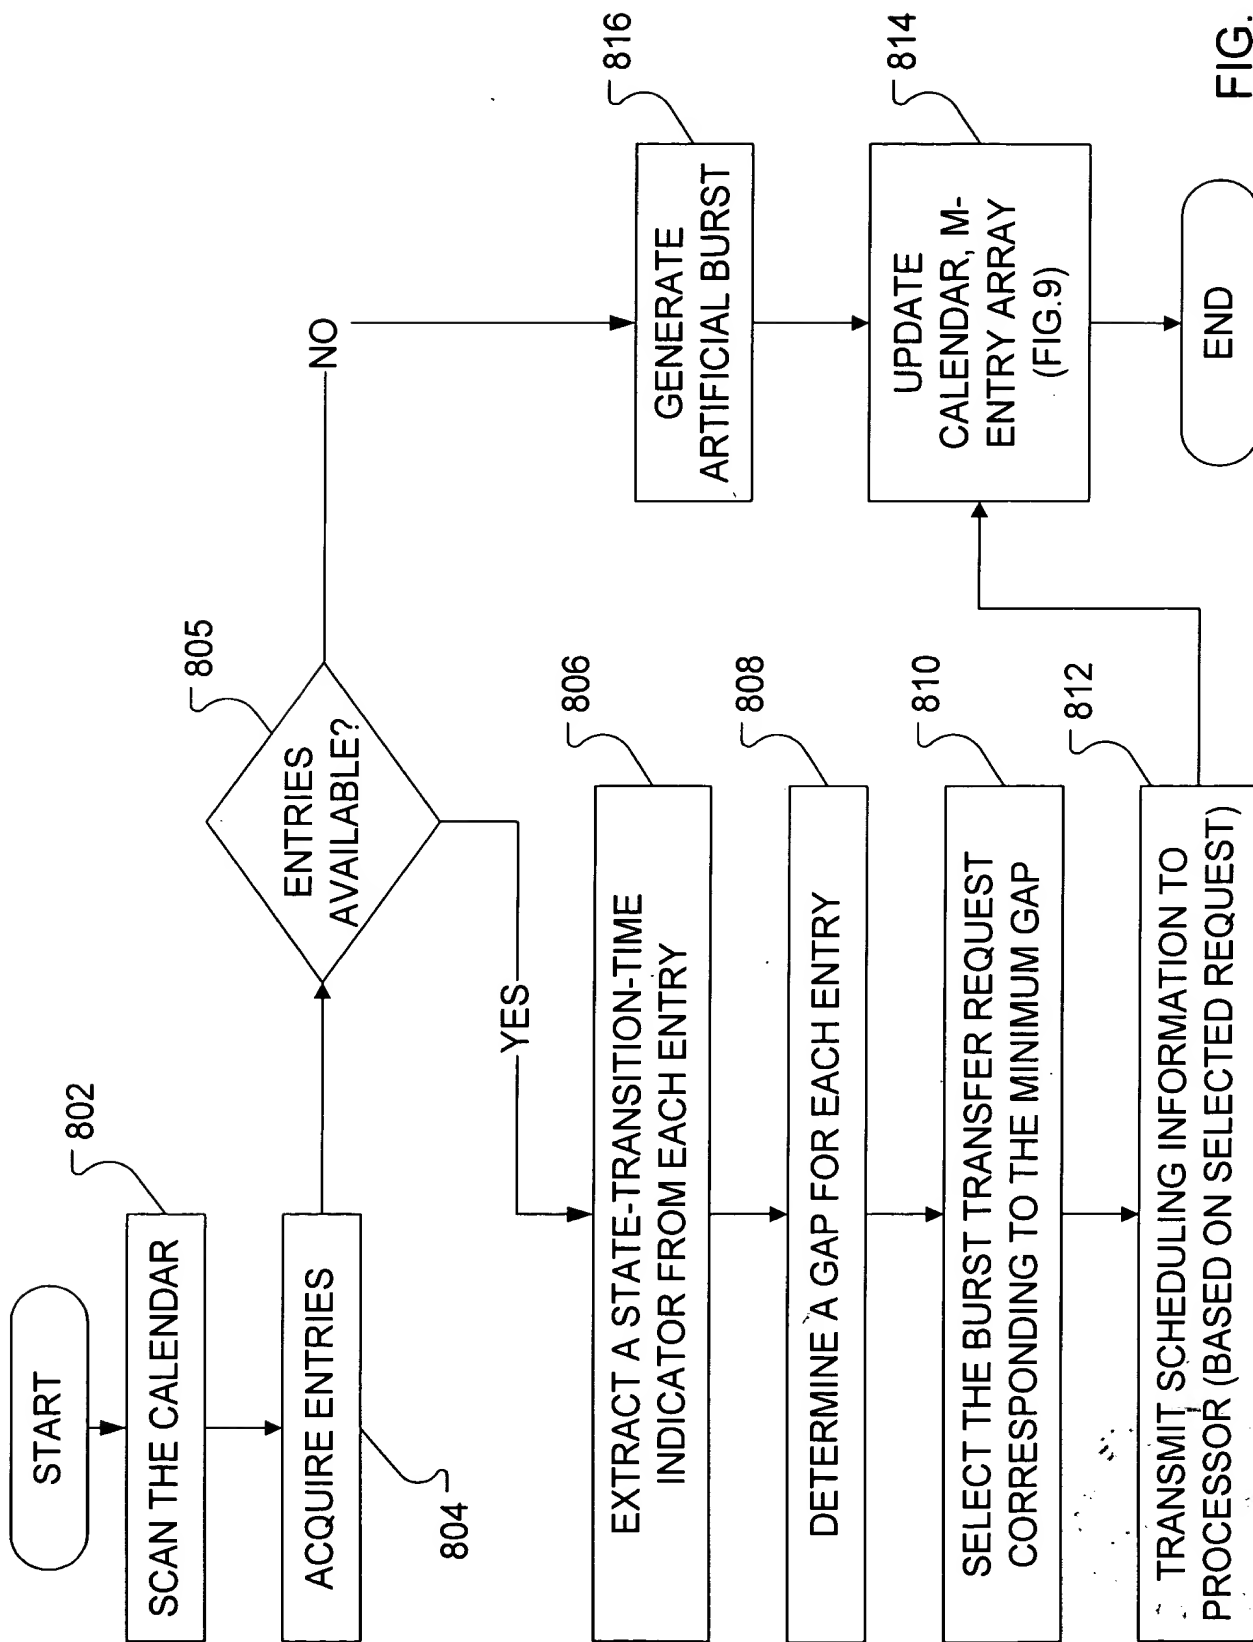 START
SCAN THE CALENDAR
802
ACQUIRE ENTRIES
804
ENTRIES
AVAILABLE?
805
NO
YES
EXTRACT A STATE-TRANSITION-TIME
INDICATOR FROM EACH ENTRY
806
DETERMINE A GAP FOR EACH ENTRY
808
SELECT THE BURST TRANSFER REQUEST
CORRESPONDING TO THE MINIMUM GAP
810
TRANSMIT SCHEDULING INFORMATION TO
PROCESSOR (BASED ON SELECTED REQUEST)
812
GENERATE
ARTIFICIAL BURST
816
UPDATE
CALENDAR, M-
ENTRY ARRAY
(FIG.9)
814
END
FIG.